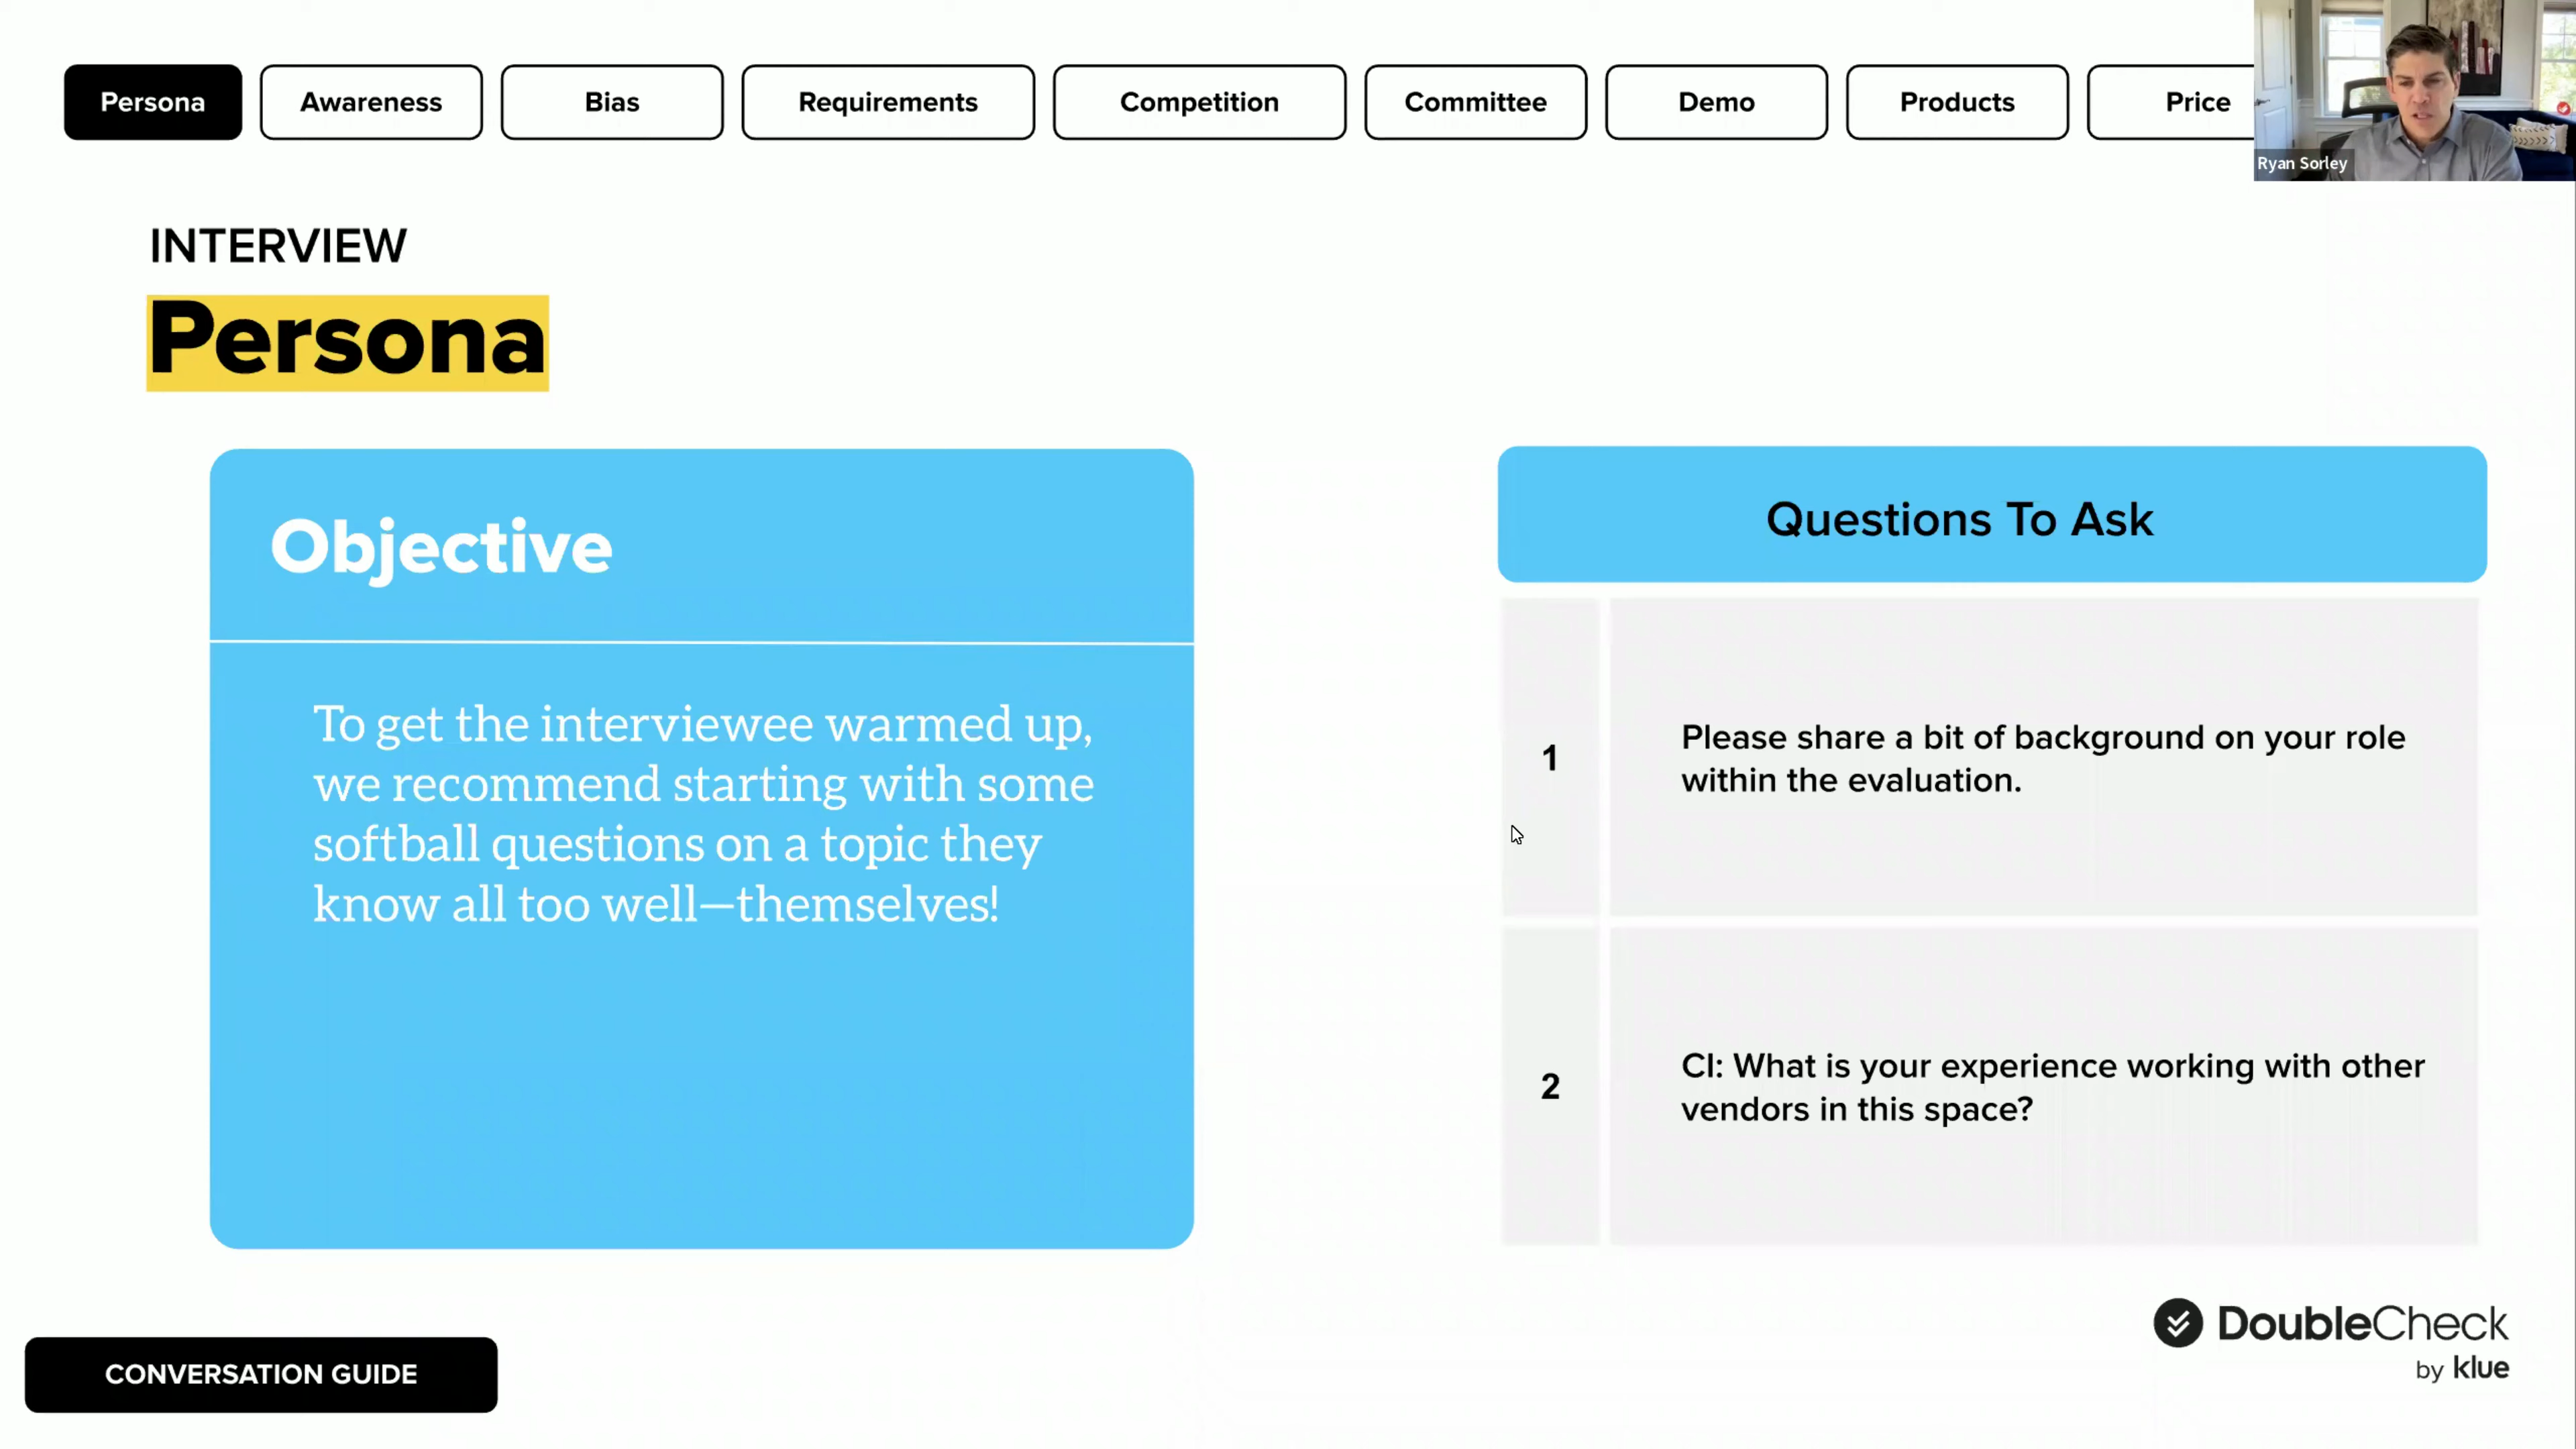 Persona
Awareness
Bias
Requirements
Competition
Committee
Demo
Products
Price
Ryan Sorley
INTERVIEW
Persona
Objective
To get the interviewee warmed up,
we recommend starting with some
softball questions on a topic they
know all too well—themselves!
Questions To Ask
1
Please share a bit of background on your role
within the evaluation.
2
CI: What is your experience working with other
vendors in this space?
CONVERSATION GUIDE
DoubleCheck
by klue